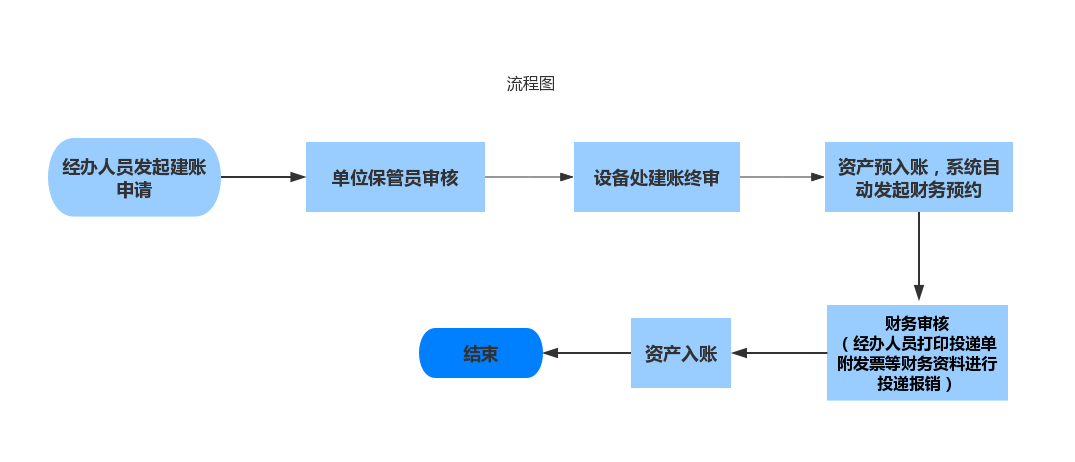 流程图
经办人员发起建账
申请
单位保管员审核
设备处建账终审
资产预入账，系统自
动发起财务预约
财务审核
（经办人员打印投递单
附发票等财务资料进行
投递报销）
资产入账
结束